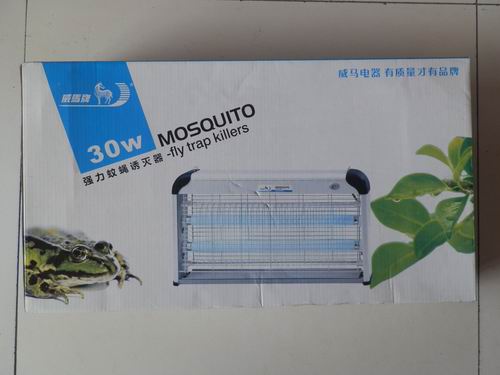 威马牌
威马电器 有质量才有品牌
30W
MOSQUITO
-fly trap killers
强力蚊蝇诱灭器